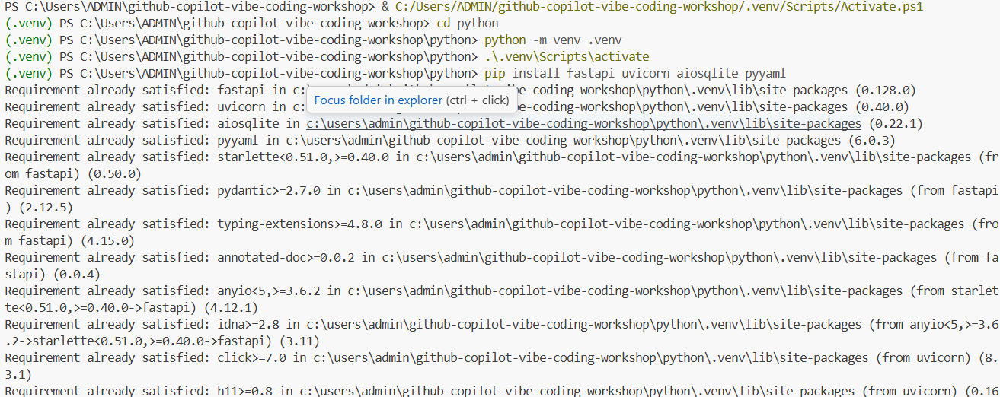 PS C:\Users\ADMIN\github-copilot-vibe-coding-workshop> & C:/Users/ADMIN/github-copilot-vibe-coding-workshop/.venv/Scripts/Activate.ps1
(.venv) PS C:\Users\ADMIN\github-copilot-vibe-coding-workshop> cd python
(.venv) PS C:\Users\ADMIN\github-copilot-vibe-coding-workshop\python> python -m venv .venv
(.venv) PS C:\Users\ADMIN\github-copilot-vibe-coding-workshop\python> .\.venv\Scripts\activate
(.venv) PS C:\Users\ADMIN\github-copilot-vibe-coding-workshop\python> pip install fastapi uvicorn aiosqlite pyyaml
Requirement already satisfied: fastapi in c:\ -vibe-coding-workshop\python\.venv\lib\site-packages (0.128.0)
Focus folder in explorer (ctrl + click)
Requirement already satisfied: uvicorn in c:\ -vibe-coding-workshop\python\.venv\lib\site-packages (0.40.0)
Requirement already satisfied: aiosqlite in c:\users\admin\github-copilot-vibe-coding-workshop\python\.venv\lib\site-packages (0.22.1)
Requirement already satisfied: pyyaml in c:\users\admin\github-copilot-vibe-coding-workshop\python\.venv\lib\site-packages (6.0.3)
Requirement already satisfied: starlette<0.51.0,>=0.40.0 in c:\users\admin\github-copilot-vibe-coding-workshop\python\.venv\lib\site-packages (fr
om fastapi) (0.50.0)
Requirement already satisfied: pydantic>=2.7.0 in c:\users\admin\github-copilot-vibe-coding-workshop\python\.venv\lib\site-packages (from fastapi
) (2.12.5)
Requirement already satisfied: typing-extensions>=4.8.0 in c:\users\admin\github-copilot-vibe-coding-workshop\python\.venv\lib\site-packages (fro
m fastapi) (4.15.0)
Requirement already satisfied: annotated-doc>=0.0.2 in c:\users\admin\github-copilot-vibe-coding-workshop\python\.venv\lib\site-packages (from fa
stapi) (0.0.4)
Requirement already satisfied: anyio<5,>=3.6.2 in c:\users\admin\github-copilot-vibe-coding-workshop\python\.venv\lib\site-packages (from starlet
te<0.51.0,>=0.40.0->fastapi) (4.12.1)
Requirement already satisfied: idna>=2.8 in c:\users\admin\github-copilot-vibe-coding-workshop\python\.venv\lib\site-packages (from anyio<5,>=3.6
.2->starlette<0.51.0,>=0.40.0->fastapi) (3.11)
Requirement already satisfied: click>=7.0 in c:\users\admin\github-copilot-vibe-coding-workshop\python\.venv\lib\site-packages (from uvicorn) (8.
3.1)
Requirement already satisfied: h11>=0.8 in c:\users\admin\github-copilot-vibe-coding-workshop\python\.venv\lib\site-packages (from uvicorn) (0.16